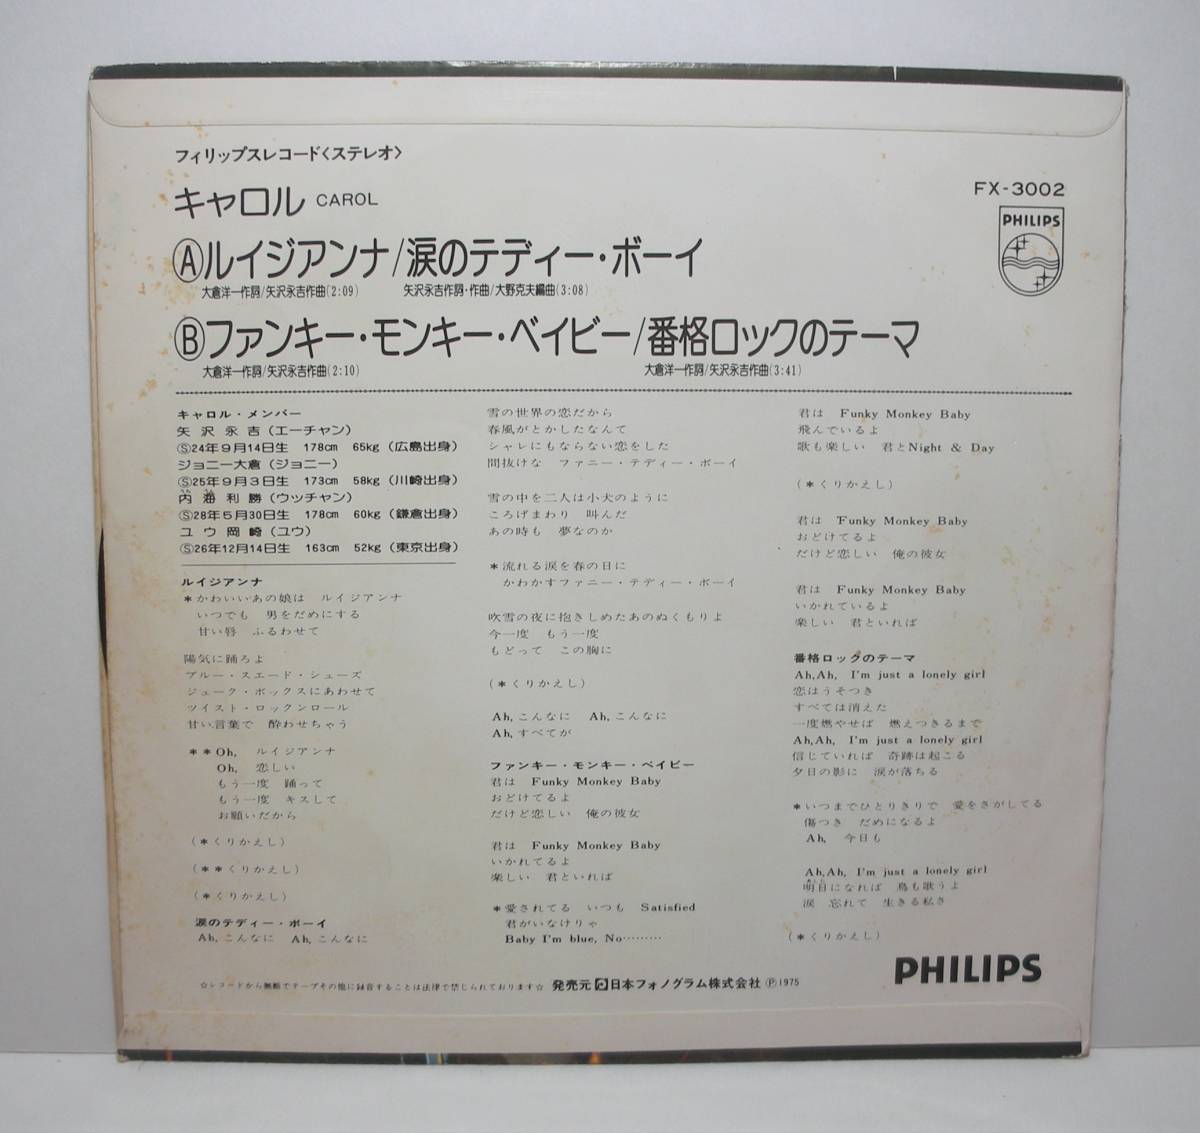 フィリップスレコード〈ステレオ〉
キャロル CAROL
FX-3002
PHILIPS
Ⓐルイジアンナ/涙のテディー・ボーイ
大倉洋一作詞/矢沢永吉作曲(2:09) 矢沢永吉作詞・作曲/大野克夫編曲(3:08)
Ⓑファンキー・モンキー・ベイビー/番格ロックのテーマ
大倉洋一作詞/矢沢永吉作曲(2:10) 大倉洋一作詞/矢沢永吉作曲(3:41)
キャロル・メンバー
矢沢永吉(エーチャン)
Ⓢ24年9月14日生 178cm 65kg(広島出身)
ジョニー大倉(ジョニー)
Ⓢ25年9月3日生 173cm 58kg(川崎出身)
内海利勝(ウッチャン)
Ⓢ28年5月30日生 178cm 60kg(鎌倉出身)
ユウ岡崎(ユウ)
Ⓢ26年12月14日生 163cm 52kg(東京出身)
ルイジアンナ
*かわいいあの娘は ルイジアンナ
いつでも 男をだめにする
甘い唇 ふるわせて
陽気に踊ろよ
ブルー・スエード・シューズ
ジューク・ボックスにあわせて
ツイスト・ロックンロール
甘い言葉で 酔わせちゃう
**Oh, ルイジアンナ
Oh, 恋しい
もう一度 踊って
もう一度 キスして
お願いだから
(*くりかえし)
(**くりかえし)
(*くりかえし)
涙のテディー・ボーイ
Ah,こんなに Ah,こんなに
雪の世界の恋だから
春風がとかしたなんて
シャレにもならない恋をした
間抜けな ファニー・テディー・ボーイ
雪の中を二人は小犬のように
ころげまわり 叫んだ
あの時も 夢なのか
*流れる涙を春の日に
かわかすファニー・テディー・ボーイ
吹雪の夜に抱きしめたあのぬくもりよ
今一度 もう一度
もどって この胸に
(*くりかえし)
Ah,こんなに Ah,こんなに
Ah,すべてが
ファンキー・モンキー・ベイビー
君は Funky Monkey Baby
おどけてるよ
だけど恋しい 俺の彼女
君は Funky Monkey Baby
いかれてるよ
楽しい 君といれば
*愛されてる いつも Satisfied
君がいなけりゃ
Baby I'm blue, No………
君は Funky Monkey Baby
飛んでいるよ
歌も楽しい 君とNight & Day
(*くりかえし)
君は Funky Monkey Baby
おどけてるよ
だけど恋しい 俺の彼女
君は Funky Monkey Baby
いかれているよ
楽しい 君といれば
番格ロックのテーマ
Ah,Ah, I'm just a lonely girl
恋はうそつき
すべては消えた
一度燃やせば 燃えつきるまで
Ah,Ah, I'm just a lonely girl
信じていれば 奇跡は起こる
夕日の影に 涙が落ちる
*いつまでひとりきりで 愛をさがしてる
傷つき だめになるよ
Ah, 今日も
Ah,Ah, I'm just a lonely girl
明日になれば 鳥も歌うよ
涙 忘れて 生きる私さ
(*くりかえし)
PHILIPS
☆レコードから無断でテープその他に録音することは法律で禁じられております☆ 発売元 日本フォノグラム株式会社 Ⓟ1975